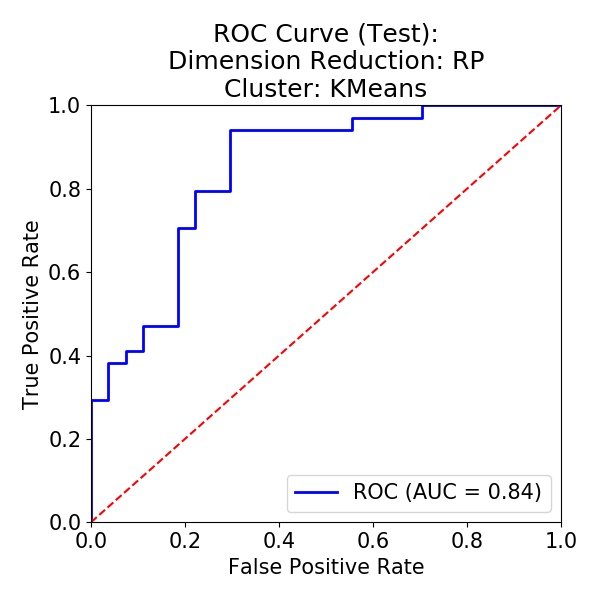 ROC Curve (Test):
Dimension Reduction: RP
Cluster: KMeans
1.0
0.8
0.6
0.4
0.2
0.0
True Positive Rate
ROC (AUC = 0.84)
0.0 0.2 0.4 0.6 0.8 1.0
False Positive Rate